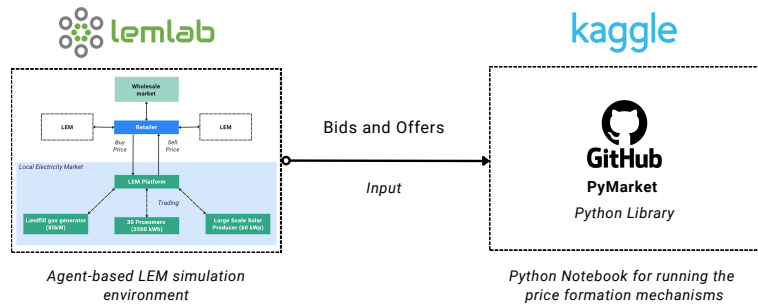 lemlab
kaggle
Wholesale
market
LEM
Retailer
LEM
Buy
Price
Sell
Price
Local Electricity Market
LEM Platform
Trading
Landfill gas generator
(85kW)
30 Prosumers
(3500 kWh)
Large Scale Solar
Producer (60 kWp)
Bids and Offers
Input
GitHub
PyMarket
Python Library
Agent-based LEM simulation
environment
Python Notebook for running the
price formation mechanisms